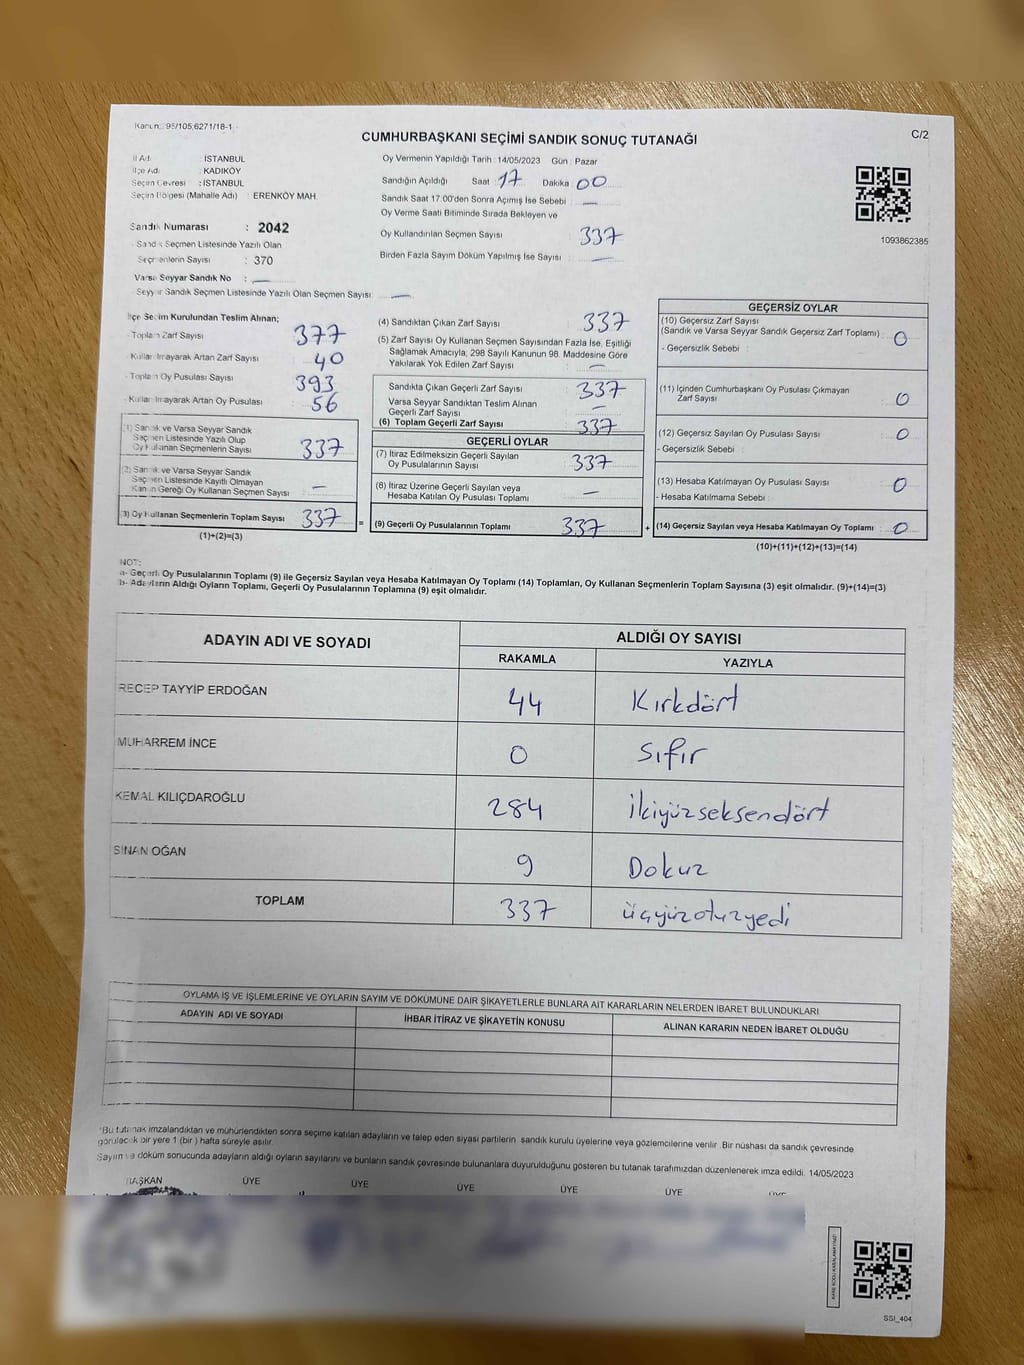 Kanun: 95/105,6271/18-1
CUMHURBAŞKANI SEÇİMİ SANDIK SONUÇ TUTANAĞI
C/2
İl Adı : İSTANBUL
İlçe Adı : KADIKÖY
Seçim Çevresi : İSTANBUL
Seçim Bölgesi (Mahalle Adı) : ERENKÖY MAH.
Sandık Numarası : 2042
- Sandık Seçmen Listesinde Yazılı Olan
Seçmenlerin Sayısı : 370
Varsa Seyyar Sandık No : —
- Seyyar Sandık Seçmen Listesinde Yazılı Olan Seçmen Sayısı: —
Oy Vermenin Yapıldığı Tarih : 14/05/2023 Gün : Pazar
Sandığın Açıldığı Saat : 17 Dakika : 00
Sandık Saat 17.00'den Sonra Açımış İse Sebebi : —
Oy Verme Saati Bitiminde Sırada Bekleyen ve
Oy Kullandırılan Seçmen Sayısı : 337
Birden Fazla Sayım Döküm Yapılmış İse Sayısı : —
1093862385
İlçe Seçim Kurulundan Teslim Alınan;
- Toplam Zarf Sayısı : 377
- Kullanılmayarak Artan Zarf Sayısı : 40
- Toplam Oy Pusulası Sayısı : 393
- Kullanılmayarak Artan Oy Pusulası : 56
(1) Sandık ve Varsa Seyyar Sandık
Seçmen Listesinde Yazılı Olup
Oy Kullanan Seçmenlerin Sayısı : 337
(2) Sandık ve Varsa Seyyar Sandık
Seçmen Listesinde Kayıtlı Olmayan
Kanun Gereği Oy Kullanan Seçmen Sayısı : —
(3) Oy Kullanan Seçmenlerin Toplam Sayısı : 337
(1)+(2)=(3)
=
(4) Sandıktan Çıkan Zarf Sayısı : 337
(5) Zarf Sayısı Oy Kullanan Seçmen Sayısından Fazla İse, Eşitliği
Sağlamak Amacıyla, 298 Sayılı Kanunun 98. Maddesine Göre
Yakılarak Yok Edilen Zarf Sayısı : —
Sandıkta Çıkan Geçerli Zarf Sayısı : 337
Varsa Seyyar Sandıktan Teslim Alınan
Geçerli Zarf Sayısı : —
(6) Toplam Geçerli Zarf Sayısı : 337
GEÇERLİ OYLAR
(7) İtiraz Edilmeksizin Geçerli Sayılan
Oy Pusulalarının Sayısı : 337
(8) İtiraz Üzerine Geçerli Sayılan veya
Hesaba Katılan Oy Pusulası Toplamı : —
(9) Geçerli Oy Pusulalarının Toplamı : 337
+
GEÇERSİZ OYLAR
(10) Geçersiz Zarf Sayısı
(Sandık ve Varsa Seyyar Sandık Geçersiz Zarf Toplamı) : 0
- Geçersizlik Sebebi :
(11) İçinden Cumhurbaşkanı Oy Pusulası Çıkmayan
Zarf Sayısı : 0
(12) Geçersiz Sayılan Oy Pusulası Sayısı : 0
- Geçersizlik Sebebi :
(13) Hesaba Katılmayan Oy Pusulası Sayısı : 0
- Hesaba Katılmama Sebebi :
(14) Geçersiz Sayılan veya Hesaba Katılmayan Oy Toplamı : 0
(10)+(11)+(12)+(13)=(14)
NOT:
a- Geçerli Oy Pusulalarının Toplamı (9) ile Geçersiz Sayılan veya Hesaba Katılmayan Oy Toplamı (14) Toplamları, Oy Kullanan Seçmenlerin Toplam Sayısına (3) eşit olmalıdır. (9)+(14)=(3)
b- Adayların Aldığı Oyların Toplamı, Geçerli Oy Pusulalarının Toplamına (9) eşit olmalıdır.
ADAYIN ADI VE SOYADI
ALDIĞI OY SAYISI
RAKAMLA YAZIYLA
RECEP TAYYİP ERDOĞAN 44 Kırkdört
MUHARREM İNCE 0 Sıfır
KEMAL KILIÇDAROĞLU 284 İkiyüzseksendört
SİNAN OĞAN 9 Dokuz
TOPLAM 337 üçyüzotuzyedi
OYLAMA İŞ VE İŞLEMLERİNE VE OYLARIN SAYIM VE DÖKÜMÜNE DAİR ŞİKAYETLERLE BUNLARA AİT KARARLARIN NELERDEN İBARET BULUNDUKLARI
ADAYIN ADI VE SOYADI İHBAR İTİRAZ VE ŞİKAYETİN KONUSU ALINAN KARARIN NEDEN İBARET OLDUĞU
*Bu tutanak imzalandıktan ve mühürlendikten sonra seçime katılan adayların ve talep eden siyasi partilerin sandık kurulu üyelerine veya gözlemcilerine verilir. Bir nüshası da sandık çevresinde
görülecek bir yere 1 (bir) hafta süreyle asılır.
Sayım ve döküm sonucunda adayların aldığı oyların sayılarını ve bunların sandık çevresinde bulunanlara duyurulduğunu gösteren bu tutanak tarafımızdan düzenlenerek imza edildi. 14/05/2023
BAŞKAN ÜYE ÜYE ÜYE ÜYE ÜYE ÜYE
SSI_404